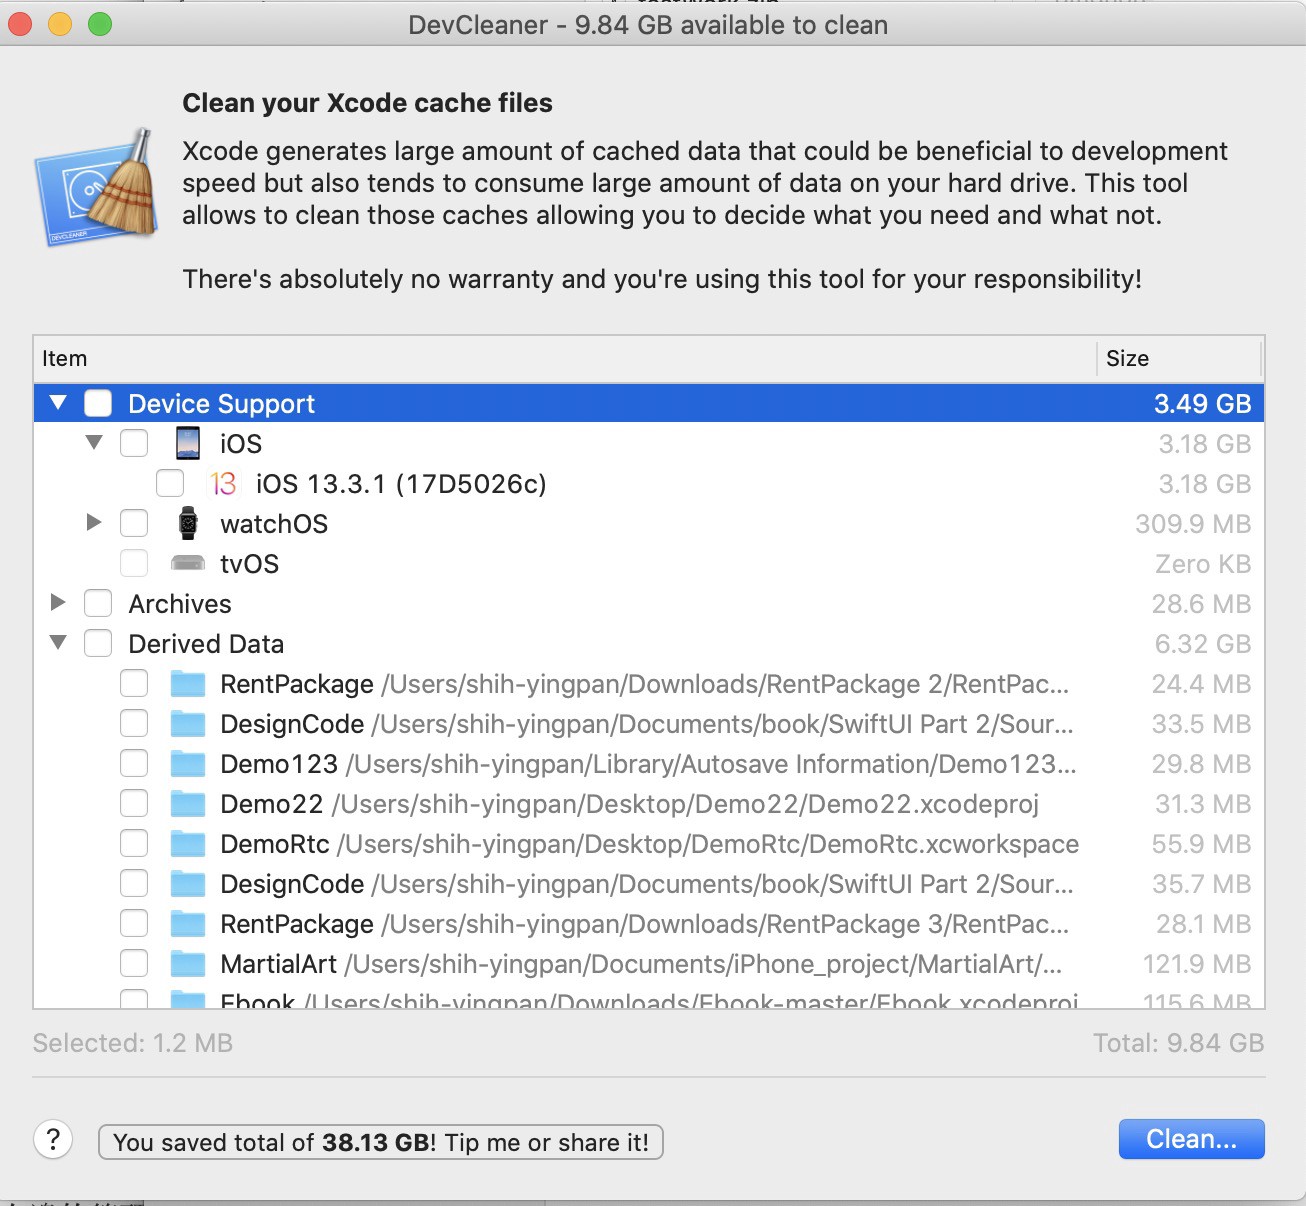 DevCleaner - 9.84 GB available to clean
Clean your Xcode cache files
Xcode generates large amount of cached data that could be beneficial to development
speed but also tends to consume large amount of data on your hard drive. This tool
allows to clean those caches allowing you to decide what you need and what not.
There's absolutely no warranty and you're using this tool for your responsibility!
DEVCLEANER
Item Size
Device Support 3.49 GB
iOS 3.18 GB
13 iOS 13.3.1 (17D5026c) 3.18 GB
watchOS 309.9 MB
tvOS Zero KB
Archives 28.6 MB
Derived Data 6.32 GB
RentPackage /Users/shih-yingpan/Downloads/RentPackage 2/RentPac... 24.4 MB
DesignCode /Users/shih-yingpan/Documents/book/SwiftUI Part 2/Sour... 33.5 MB
Demo123 /Users/shih-yingpan/Library/Autosave Information/Demo123... 29.8 MB
Demo22 /Users/shih-yingpan/Desktop/Demo22/Demo22.xcodeproj 31.3 MB
DemoRtc /Users/shih-yingpan/Desktop/DemoRtc/DemoRtc.xcworkspace 55.9 MB
DesignCode /Users/shih-yingpan/Documents/book/SwiftUI Part 2/Sour... 35.7 MB
RentPackage /Users/shih-yingpan/Downloads/RentPackage 3/RentPac... 28.1 MB
MartialArt /Users/shih-yingpan/Documents/iPhone_project/MartialArt/... 121.9 MB
Ebook /Users/shih-yingpan/Downloads/Ebook-master/Ebook.xcodeproj 115.6 MB
Selected: 1.2 MB Total: 9.84 GB
? You saved total of 38.13 GB! Tip me or share it! Clean...